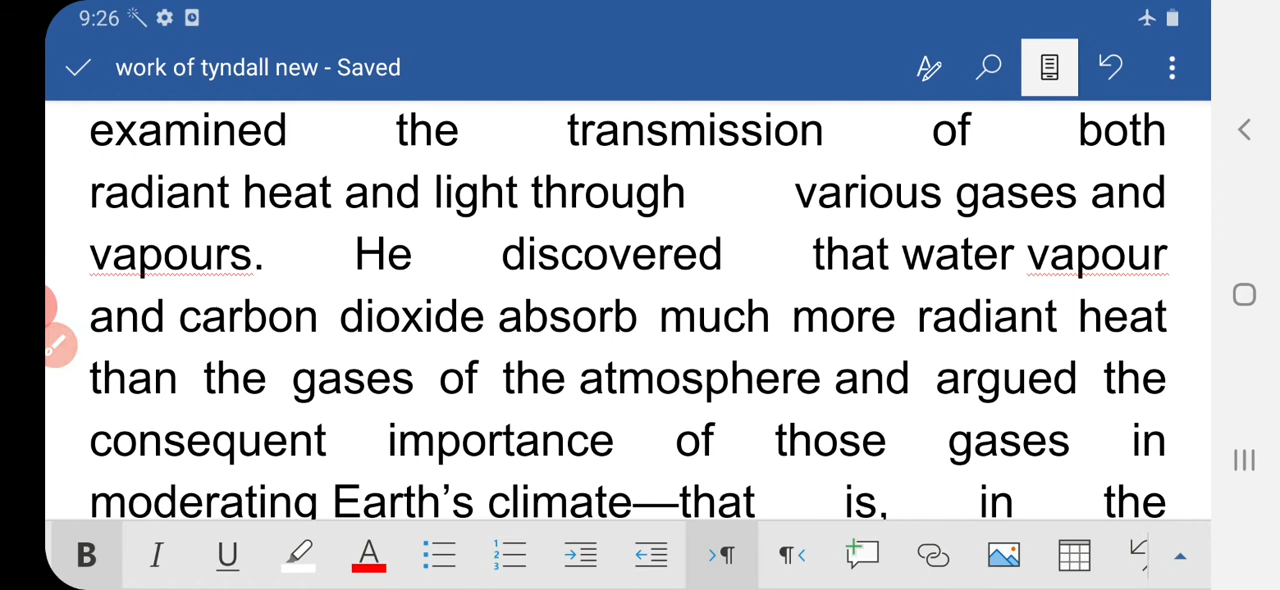 9:26
work of tyndall new - Saved
examined the transmission of both
radiant heat and light through various gases and
vapours. He discovered that water vapour
and carbon dioxide absorb much more radiant heat
than the gases of the atmosphere and argued the
consequent importance of those gases in
moderating Earth’s climate—that is, in the
B I U A